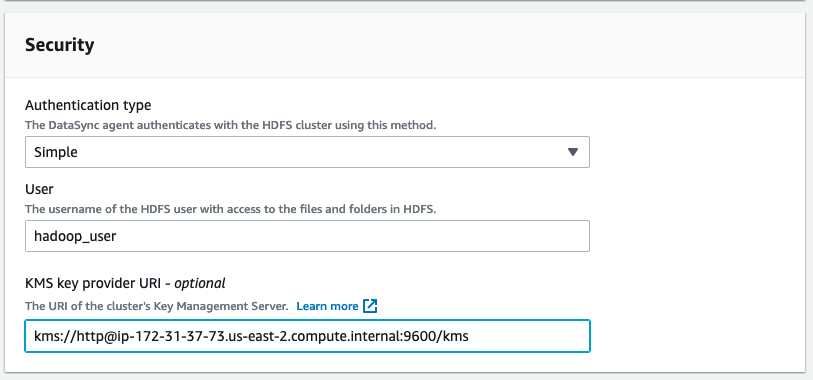 Security
Authentication type
The DataSync agent authenticates with the HDFS cluster using this method.
Simple
User
The username of the HDFS user with access to the files and folders in HDFS.
hadoop_user
KMS key provider URI - optional
The URI of the cluster's Key Management Server. Learn more
kms://http@ip-172-31-37-73.us-east-2.compute.internal:9600/kms